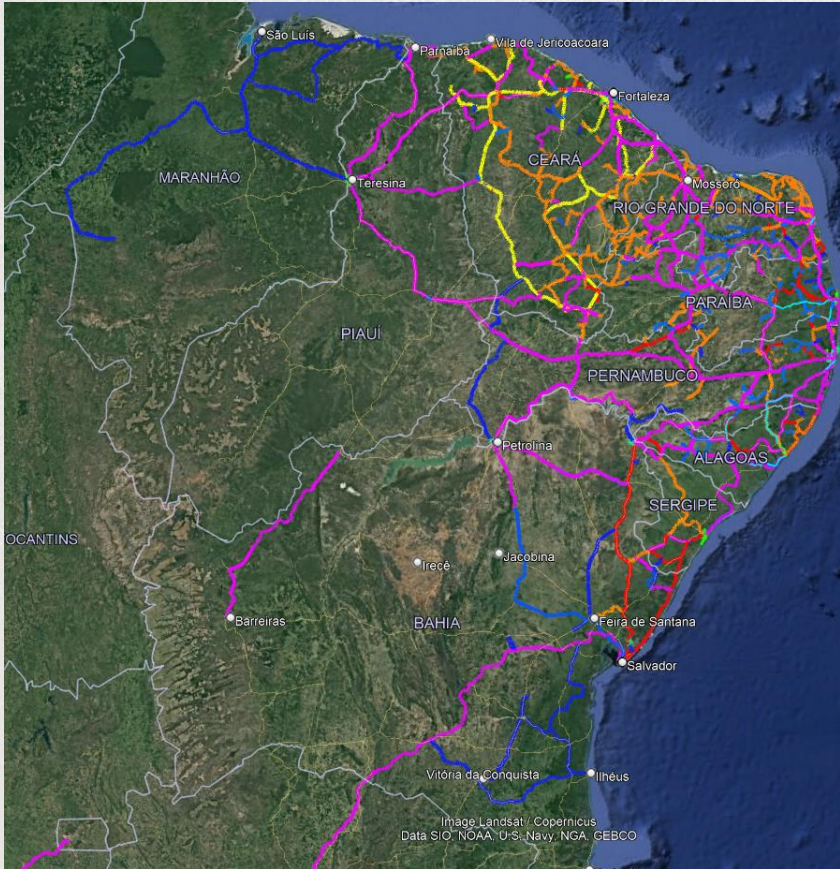 São Luís
Parnaíba
Vila de Jericoacoara
Fortaleza
CEARÁ
MARANHÃO
Teresina
Mossoró
RIO GRANDE DO NORTE
PARAÍBA
PIAUÍ
PERNAMBUCO
Petrolina
ALAGOAS
SERGIPE
OCANTINS
Jacobina
Irecê
Barreiras
BAHIA
Feira de Santana
Salvador
Vitória da Conquista
Ilhéus
Image Landsat / Copernicus
Data SIO, NOAA, U.S. Navy, NGA, GEBCO